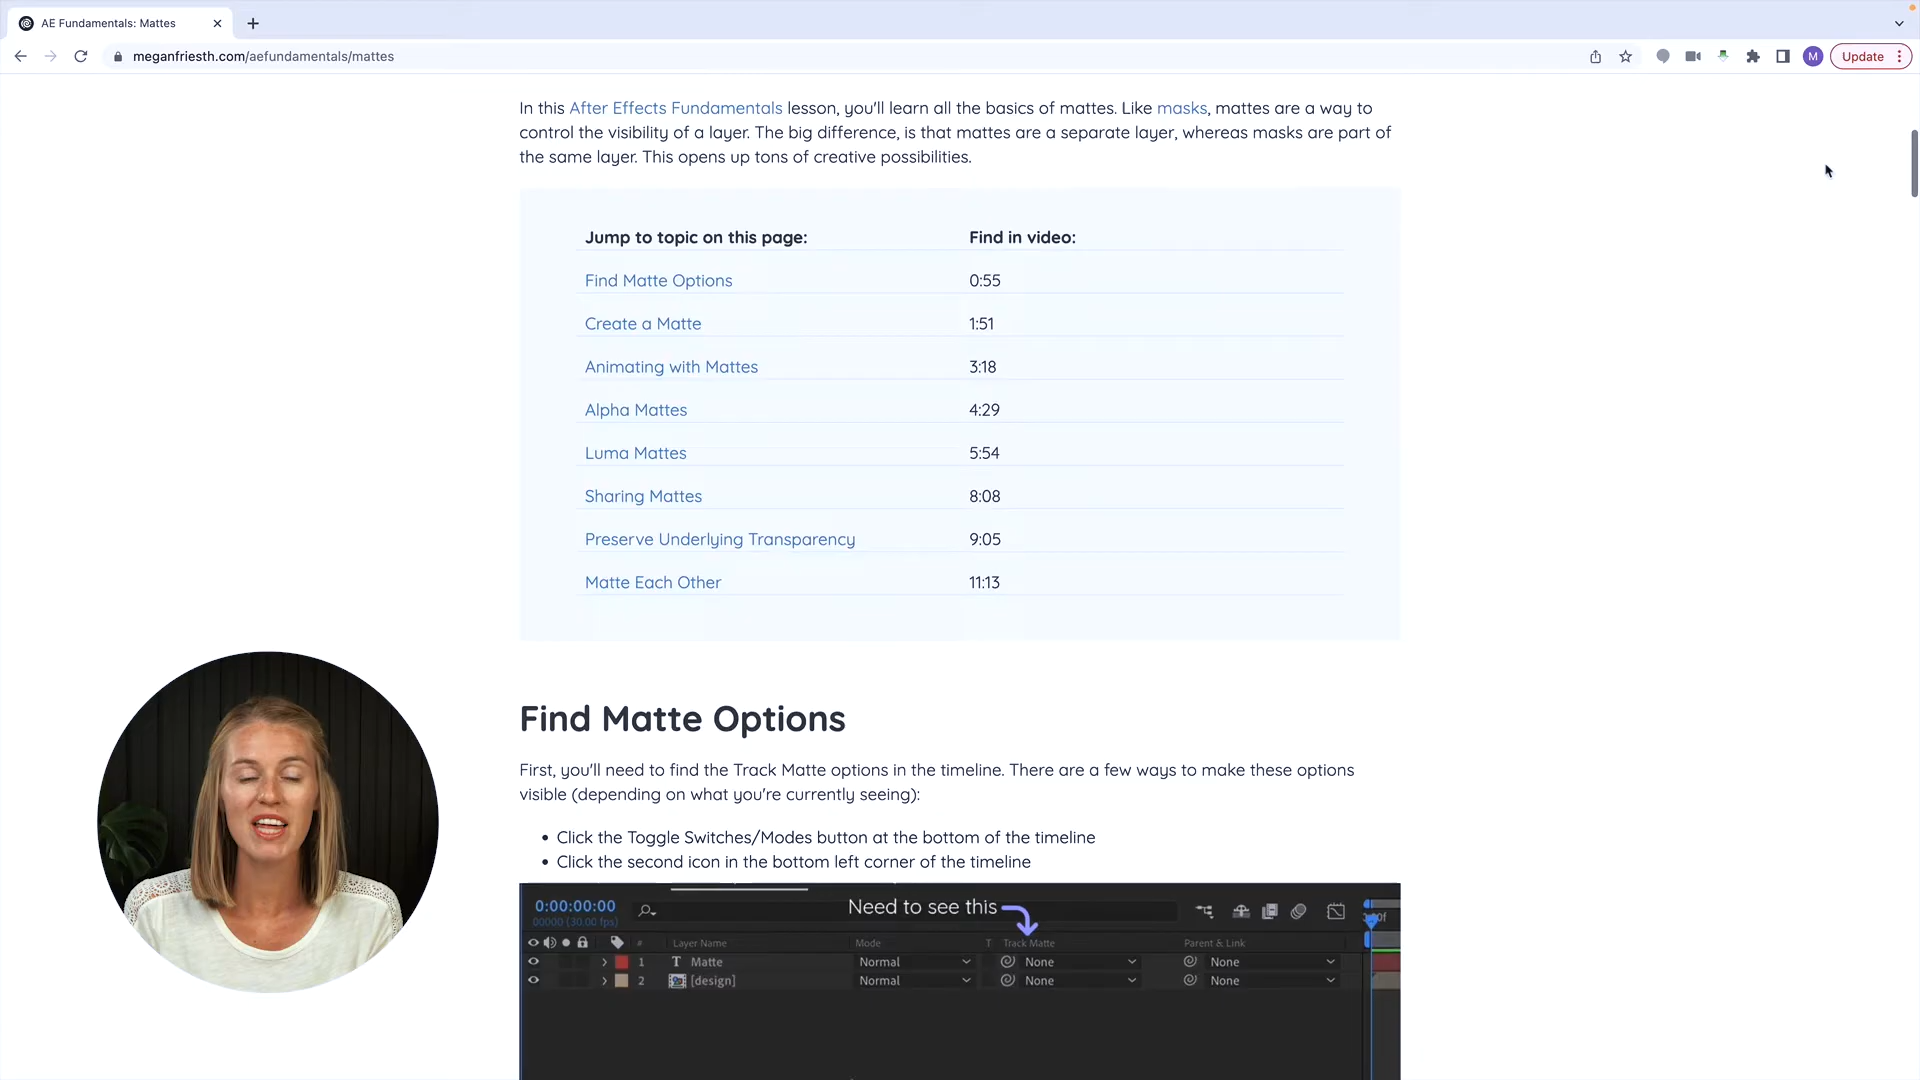 AE Fundamentals: Mattes
meganfriesth.com/aefundamentals/mattes
M
Update
In this After Effects Fundamentals lesson, you'll learn all the basics of mattes. Like masks, mattes are a way to
control the visibility of a layer. The big difference, is that mattes are a separate layer, whereas masks are part of
the same layer. This opens up tons of creative possibilities.
Jump to topic on this page: Find in video:
Find Matte Options 0:55
Create a Matte 1:51
Animating with Mattes 3:18
Alpha Mattes 4:29
Luma Mattes 5:54
Sharing Mattes 8:08
Preserve Underlying Transparency 9:05
Matte Each Other 11:13
Find Matte Options
First, you'll need to find the Track Matte options in the timeline. There are a few ways to make these options
visible (depending on what you're currently seeing):
• Click the Toggle Switches/Modes button at the bottom of the timeline
• Click the second icon in the bottom left corner of the timeline
0:00:00:00 Need to see this
00000 (30.00 fps)
# Layer Name Mode T Track Matte Parent & Link
1 T Matte Normal None None
2 [design] Normal None None